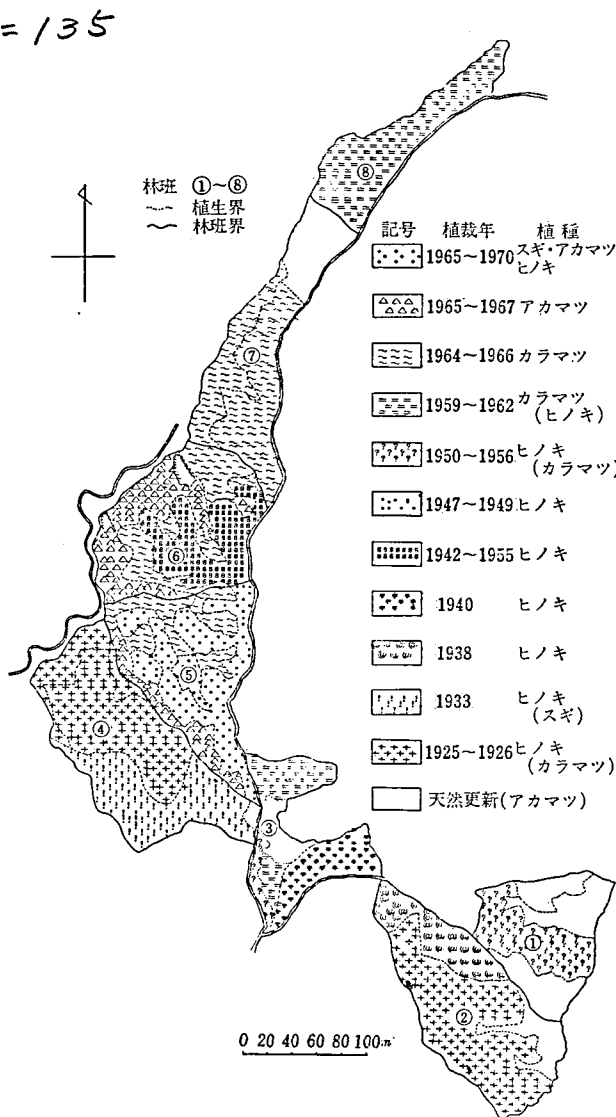 = 135
林班 ①~⑧
植生界
林班界
記号 植裁年 植種
1965~1970 スギ・アカマツ
ヒノキ
1965~1967 アカマツ
1964~1966 カラマツ
1959~1962 カラマツ
(ヒノキ)
1950~1956 ヒノキ
(カラマツ)
1947~1949 ヒノキ
1942~1955 ヒノキ
1940 ヒノキ
1938 ヒノキ
1933 ヒノキ
(スギ)
1925~1926 ヒノキ
(カラマツ)
天然更新(アカマツ)
⑧
⑦
⑥
⑤
④
③
①
②
0 20 40 60 80 100m